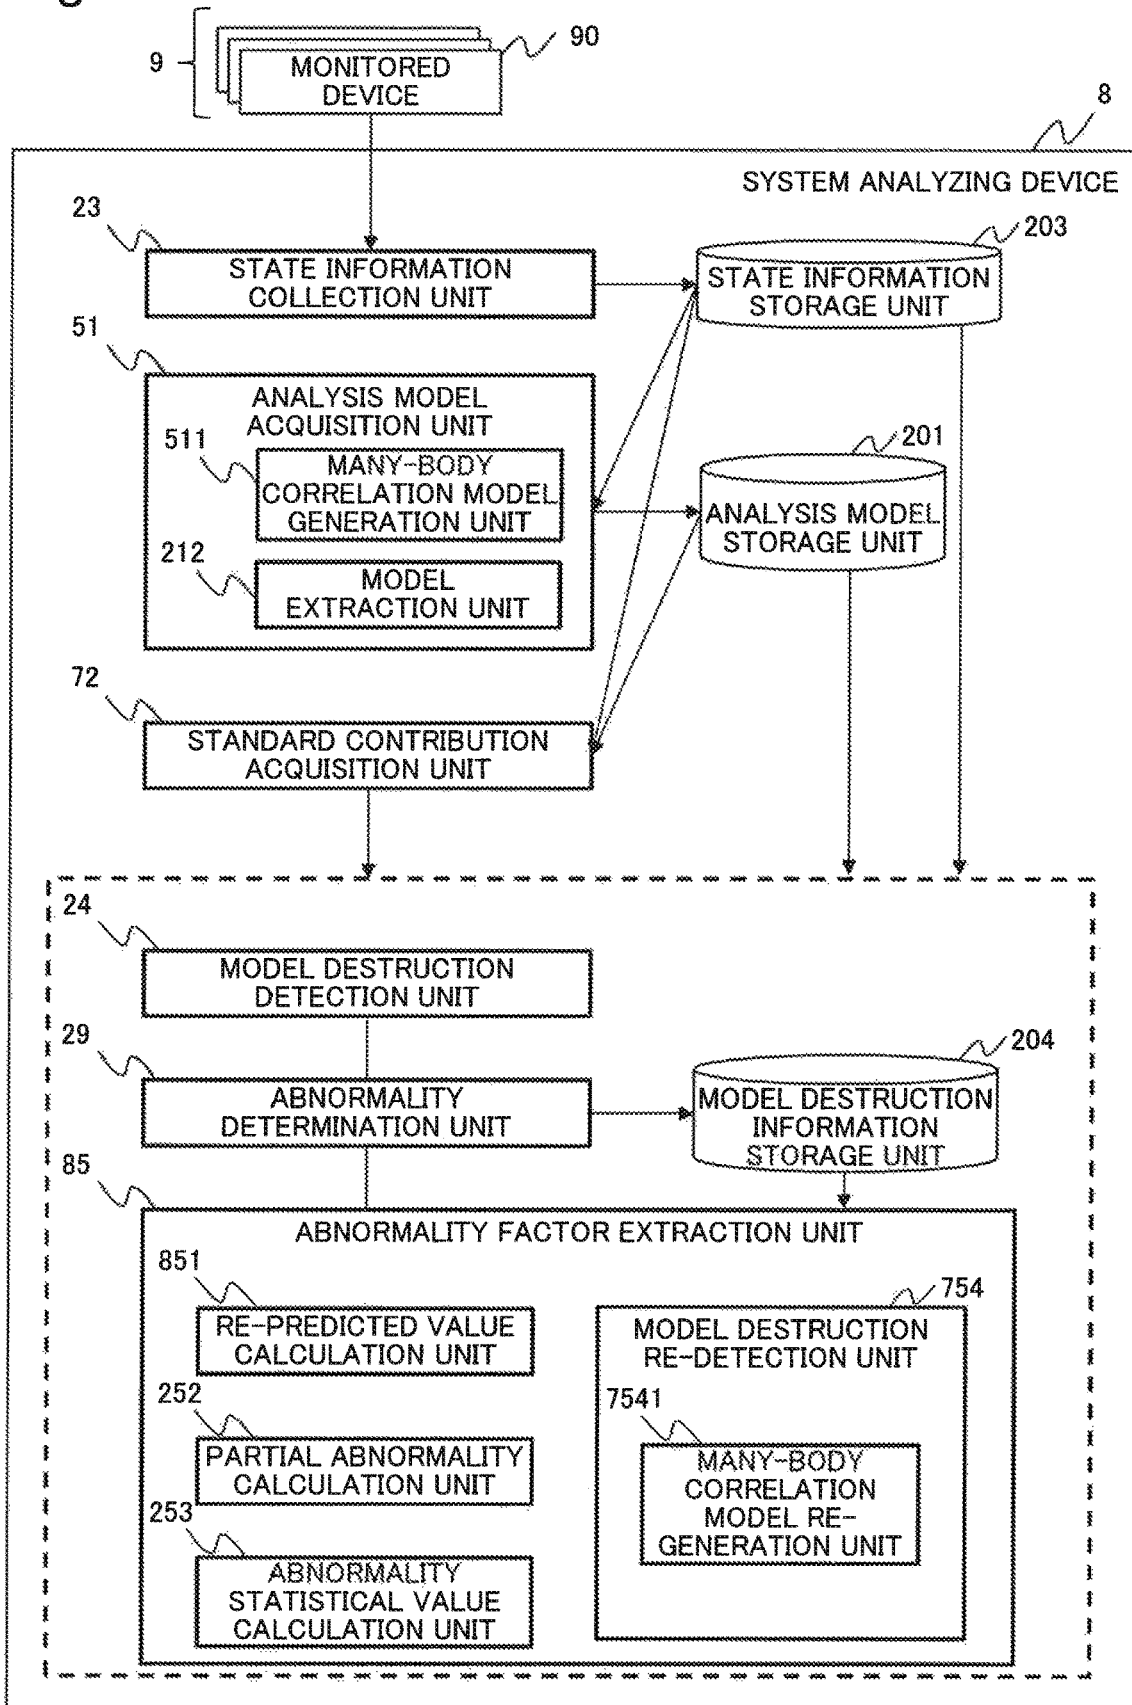 9
90
MONITORED
DEVICE
8
SYSTEM ANALYZING DEVICE
23
STATE INFORMATION
COLLECTION UNIT
203
STATE INFORMATION
STORAGE UNIT
51
ANALYSIS MODEL
ACQUISITION UNIT
511
MANY-BODY
CORRELATION MODEL
GENERATION UNIT
212
MODEL
EXTRACTION UNIT
201
ANALYSIS MODEL
STORAGE UNIT
72
STANDARD CONTRIBUTION
ACQUISITION UNIT
24
MODEL DESTRUCTION
DETECTION UNIT
29
ABNORMALITY
DETERMINATION UNIT
204
MODEL DESTRUCTION
INFORMATION
STORAGE UNIT
85
ABNORMALITY FACTOR EXTRACTION UNIT
851
RE-PREDICTED VALUE
CALCULATION UNIT
252
PARTIAL ABNORMALITY
CALCULATION UNIT
253
ABNORMALITY
STATISTICAL VALUE
CALCULATION UNIT
754
MODEL DESTRUCTION
RE-DETECTION UNIT
7541
MANY-BODY
CORRELATION
MODEL RE-
GENERATION UNIT